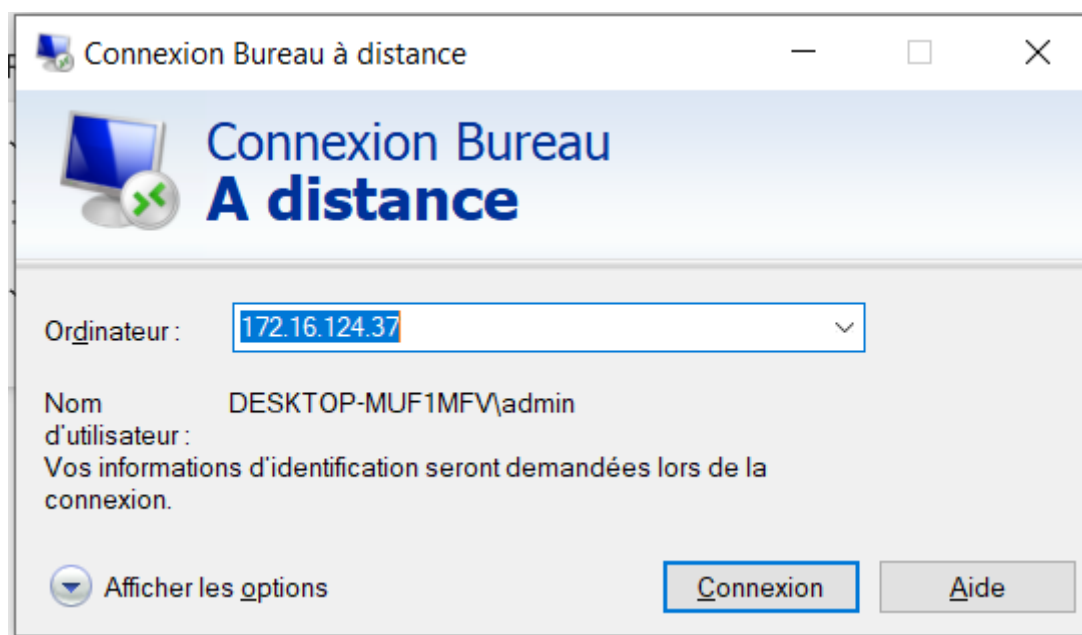 Connexion Bureau à distance
Connexion Bureau
A distance
Ordinateur : 172.16.124.37
Nom d'utilisateur : DESKTOP-MUF1MFV\admin
Vos informations d'identification seront demandées lors de la
connexion.
Afficher les options Connexion Aide